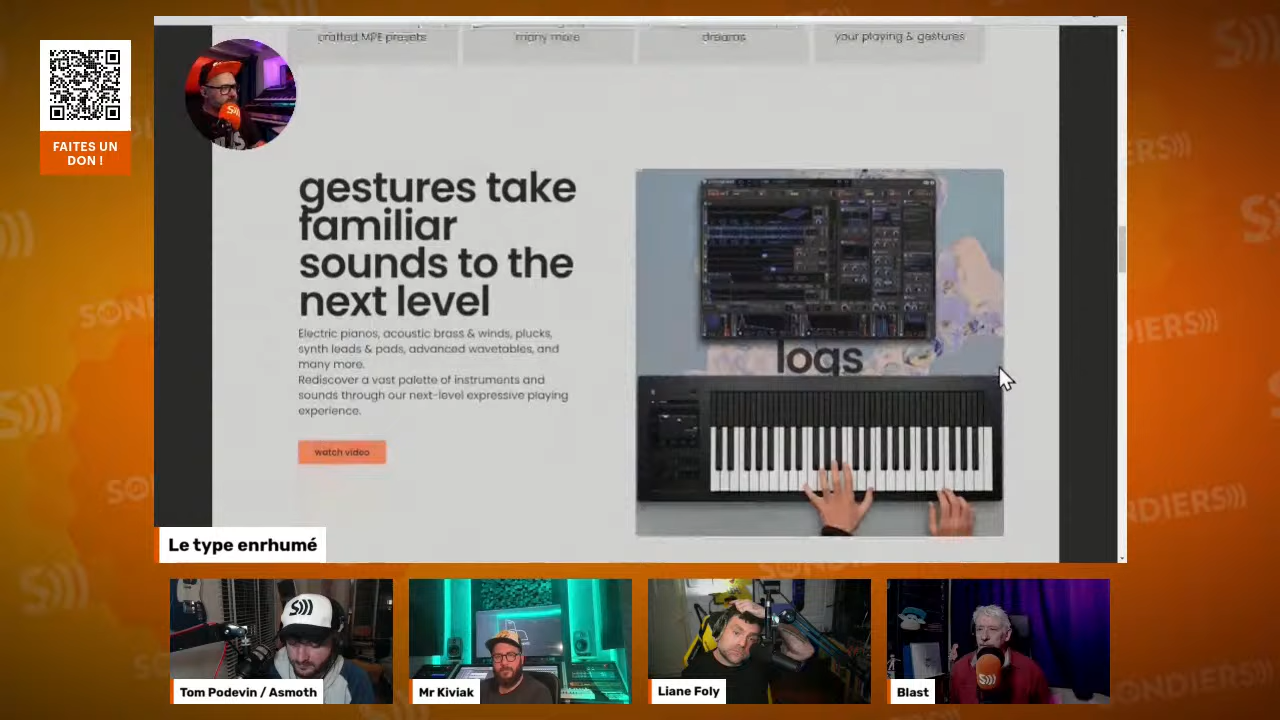 crafted MPE presets
many more
dreams
your playing & gestures
FAITES UN
DON !
gestures take
familiar
sounds to the
next level
Electric pianos, acoustic brass & winds, plucks,
synth leads & pads, advanced wavetables, and
many more.
Rediscover a vast palette of instruments and
sounds through our next-level expressive playing
experience.
watch video
logs
Le type enrhumé
Tom Podevin / Asmoth
Mr Kiviak
Liane Foly
Blast
SONDIERS